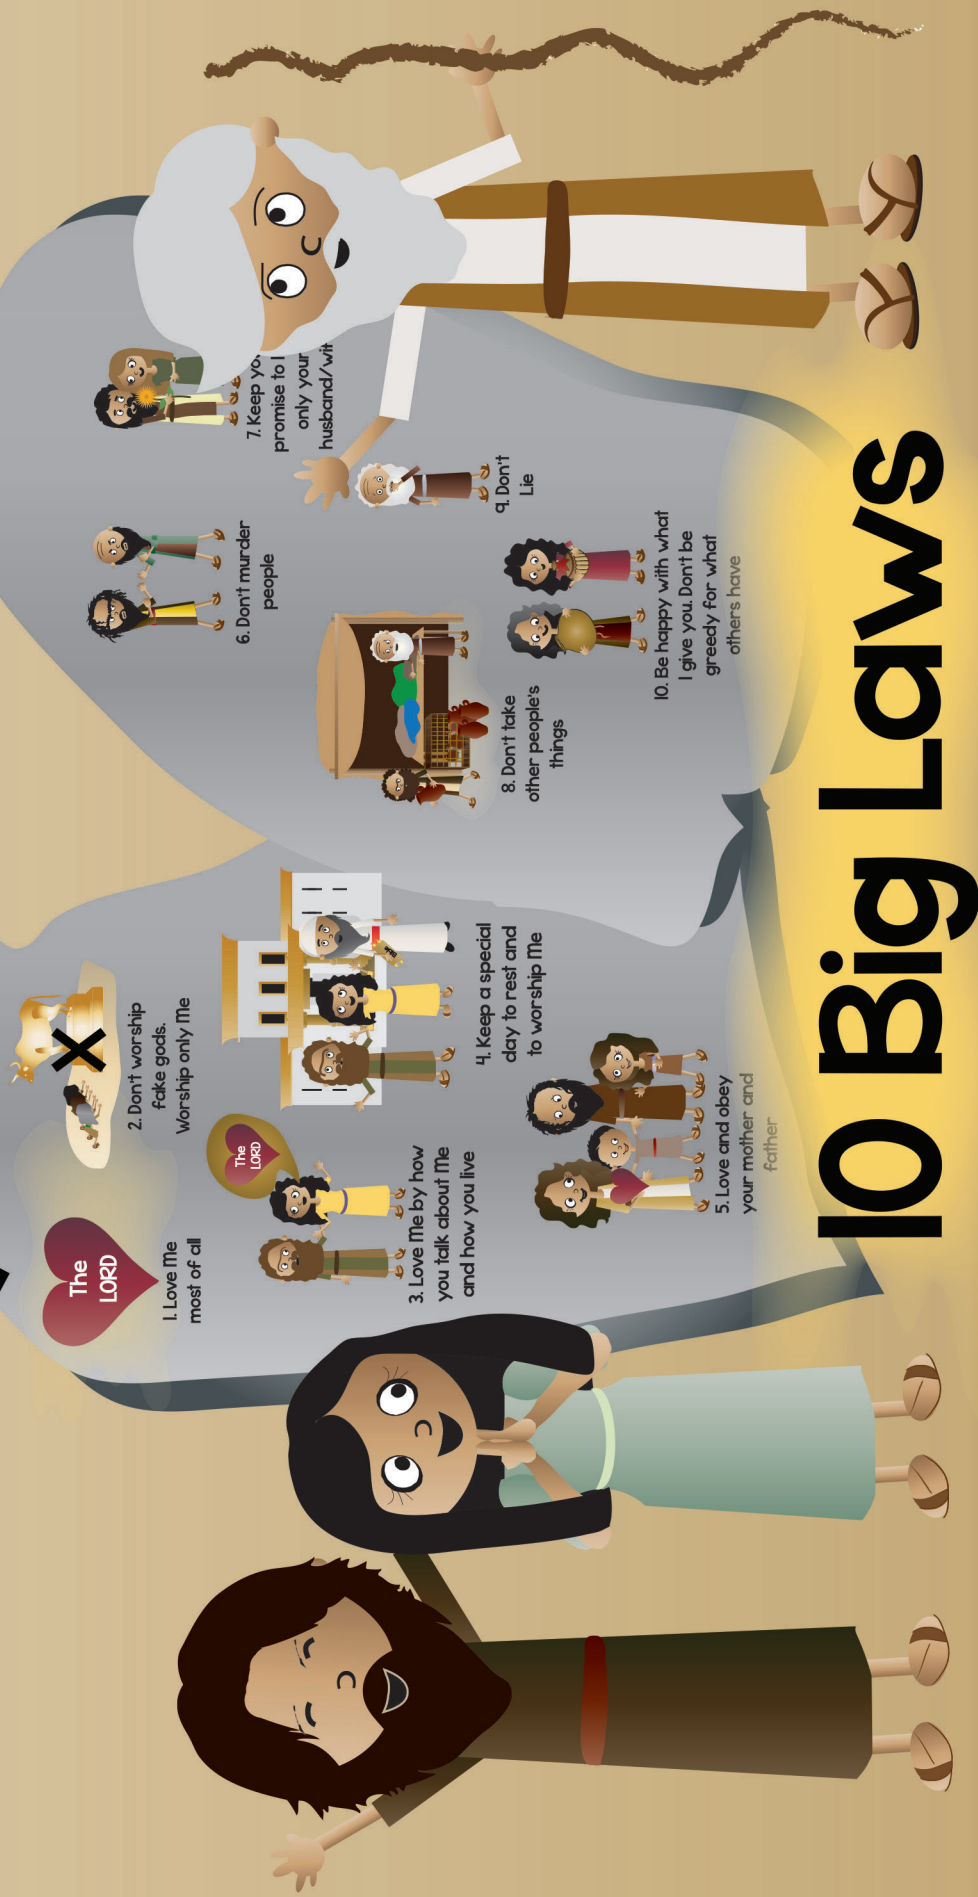 The
LORD
1. Love Me
most of all
2. Don't worship
fake gods.
Worship only Me
The
LORD
3. Love Me by how
you talk about Me
and how you live
4. Keep a special
day to rest and
to worship Me
5. Love and obey
your mother and
father
6. Don't murder
people
7. Keep
promise to
only your
8. Don't take
other people's
things
9. Don't
Lie
10. Be happy with what
I give you. Don't be
greedy for what
others have
10 Big Laws